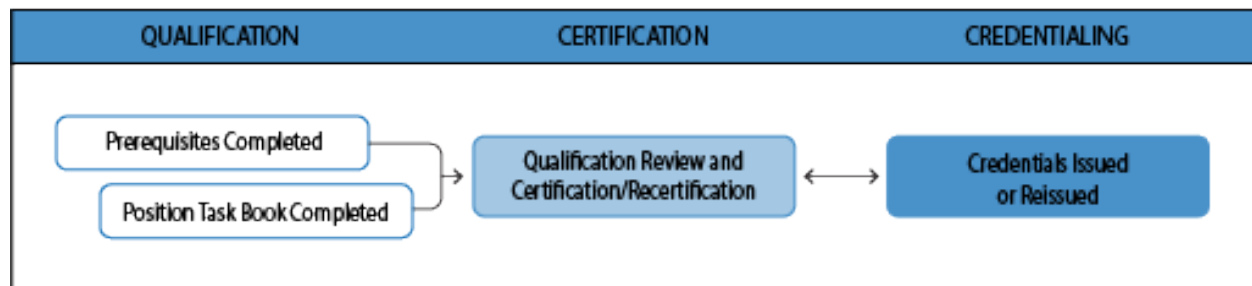 QUALIFICATION
CERTIFICATION
CREDENTIALING
Prerequisites Completed
Position Task Book Completed
Qualification Review and
Certification/Recertification
Credentials Issued
or Reissued